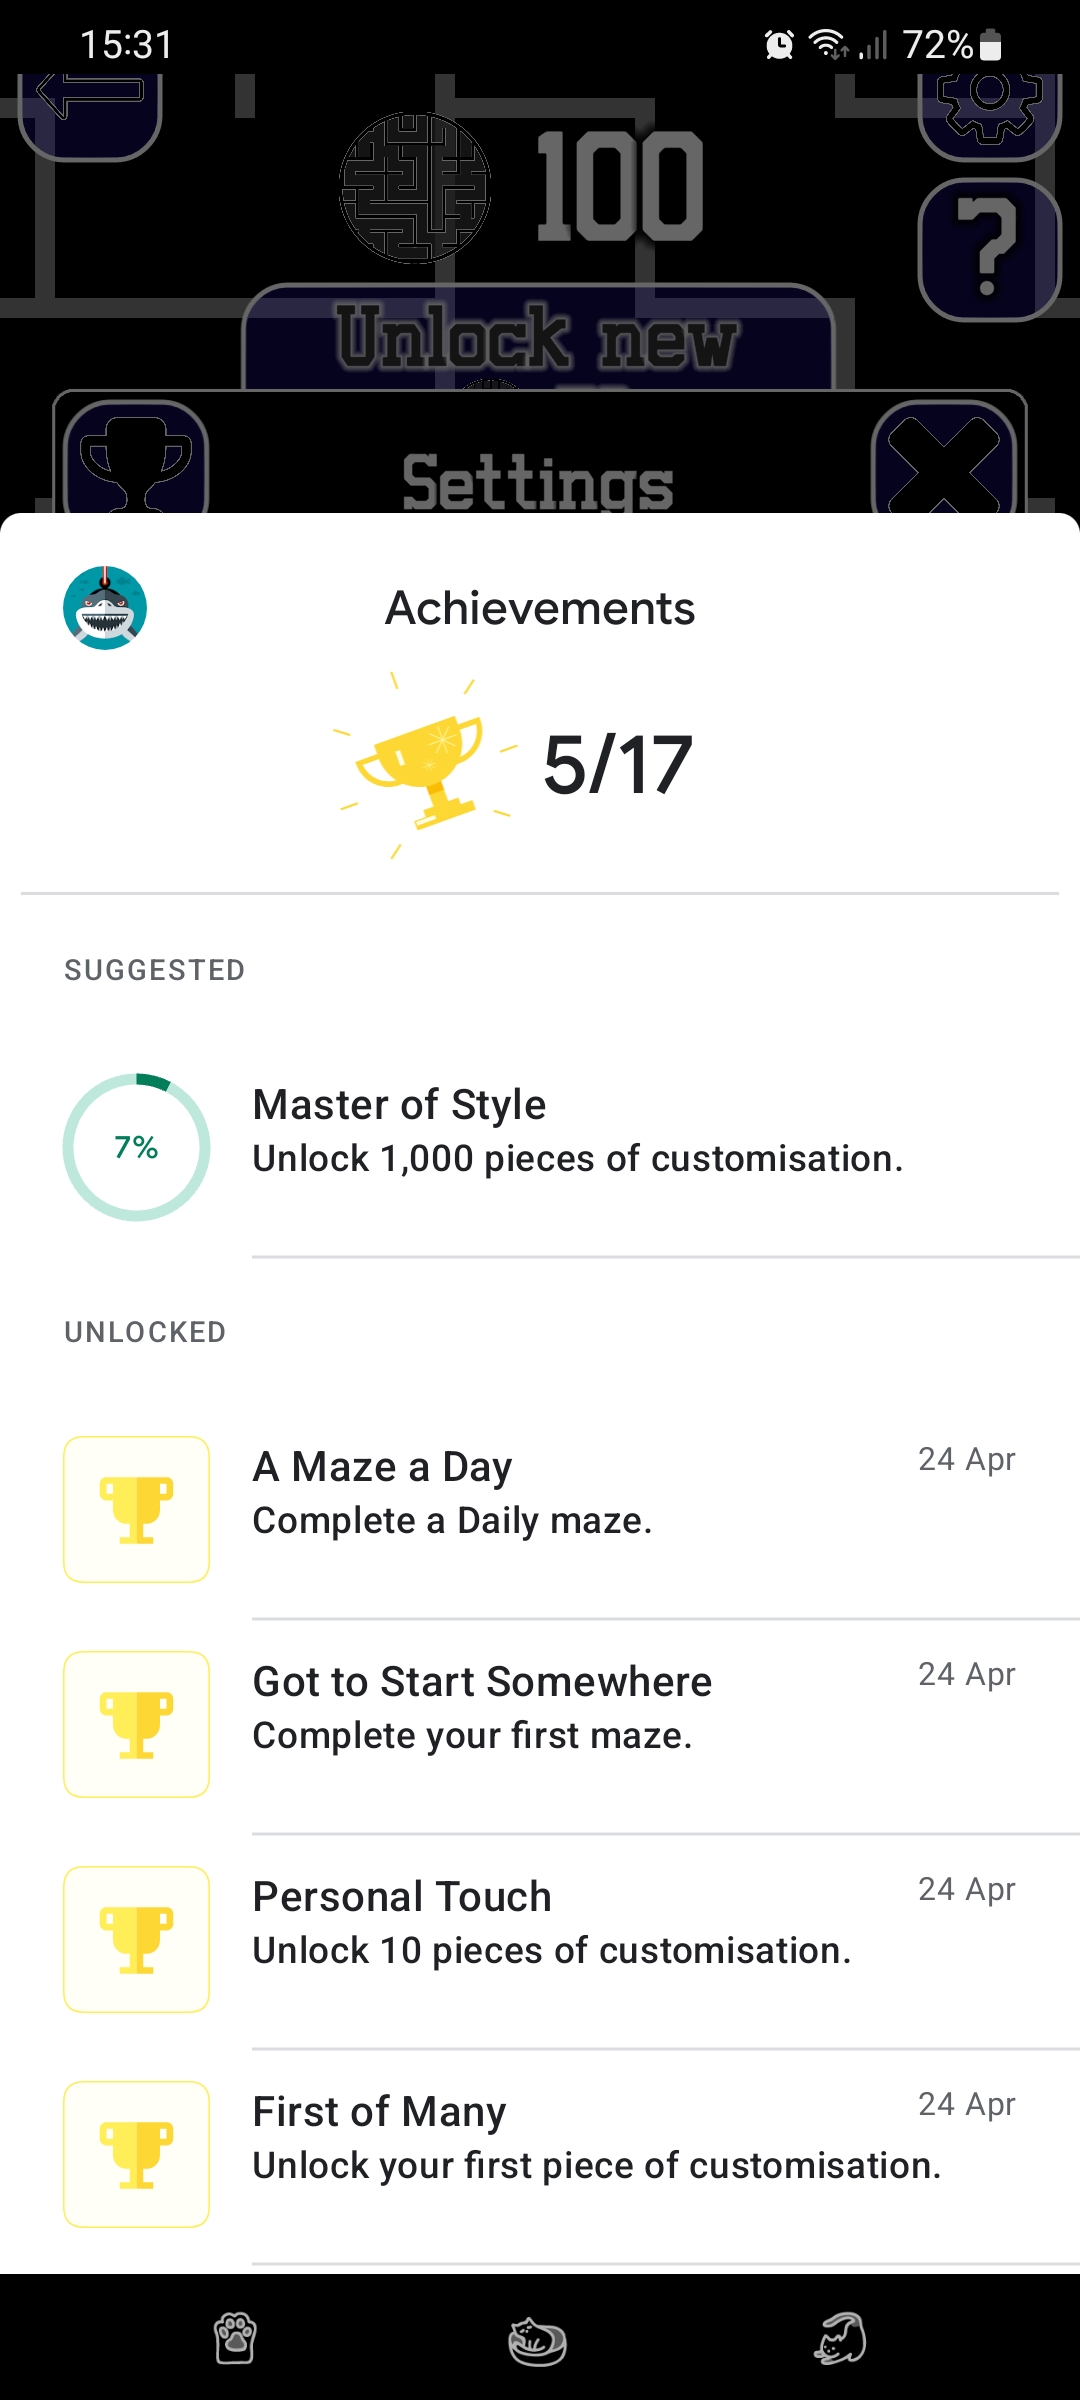 15:31
72%
100
?
Unlock new
Settings
Achievements
5/17
SUGGESTED
7%
Master of Style
Unlock 1,000 pieces of customisation.
UNLOCKED
A Maze a Day
24 Apr
Complete a Daily maze.
Got to Start Somewhere
24 Apr
Complete your first maze.
Personal Touch
24 Apr
Unlock 10 pieces of customisation.
First of Many
24 Apr
Unlock your first piece of customisation.